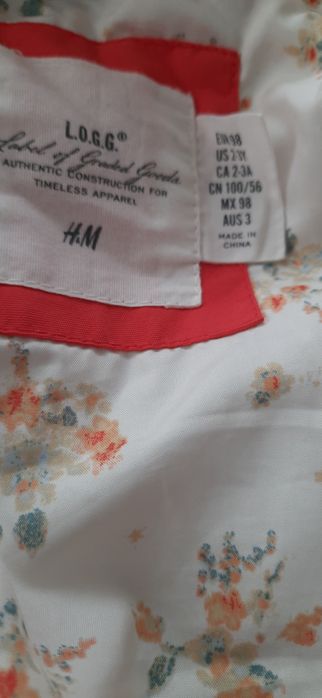 L.O.G.G.®
Label of Graded Goods
AUTHENTIC CONSTRUCTION FOR
TIMELESS APPAREL
H&M
EUR 98
US 2-3Y
CA 2-3A
CN 100/56
MX 98
AUS 3
MADE IN
CHINA